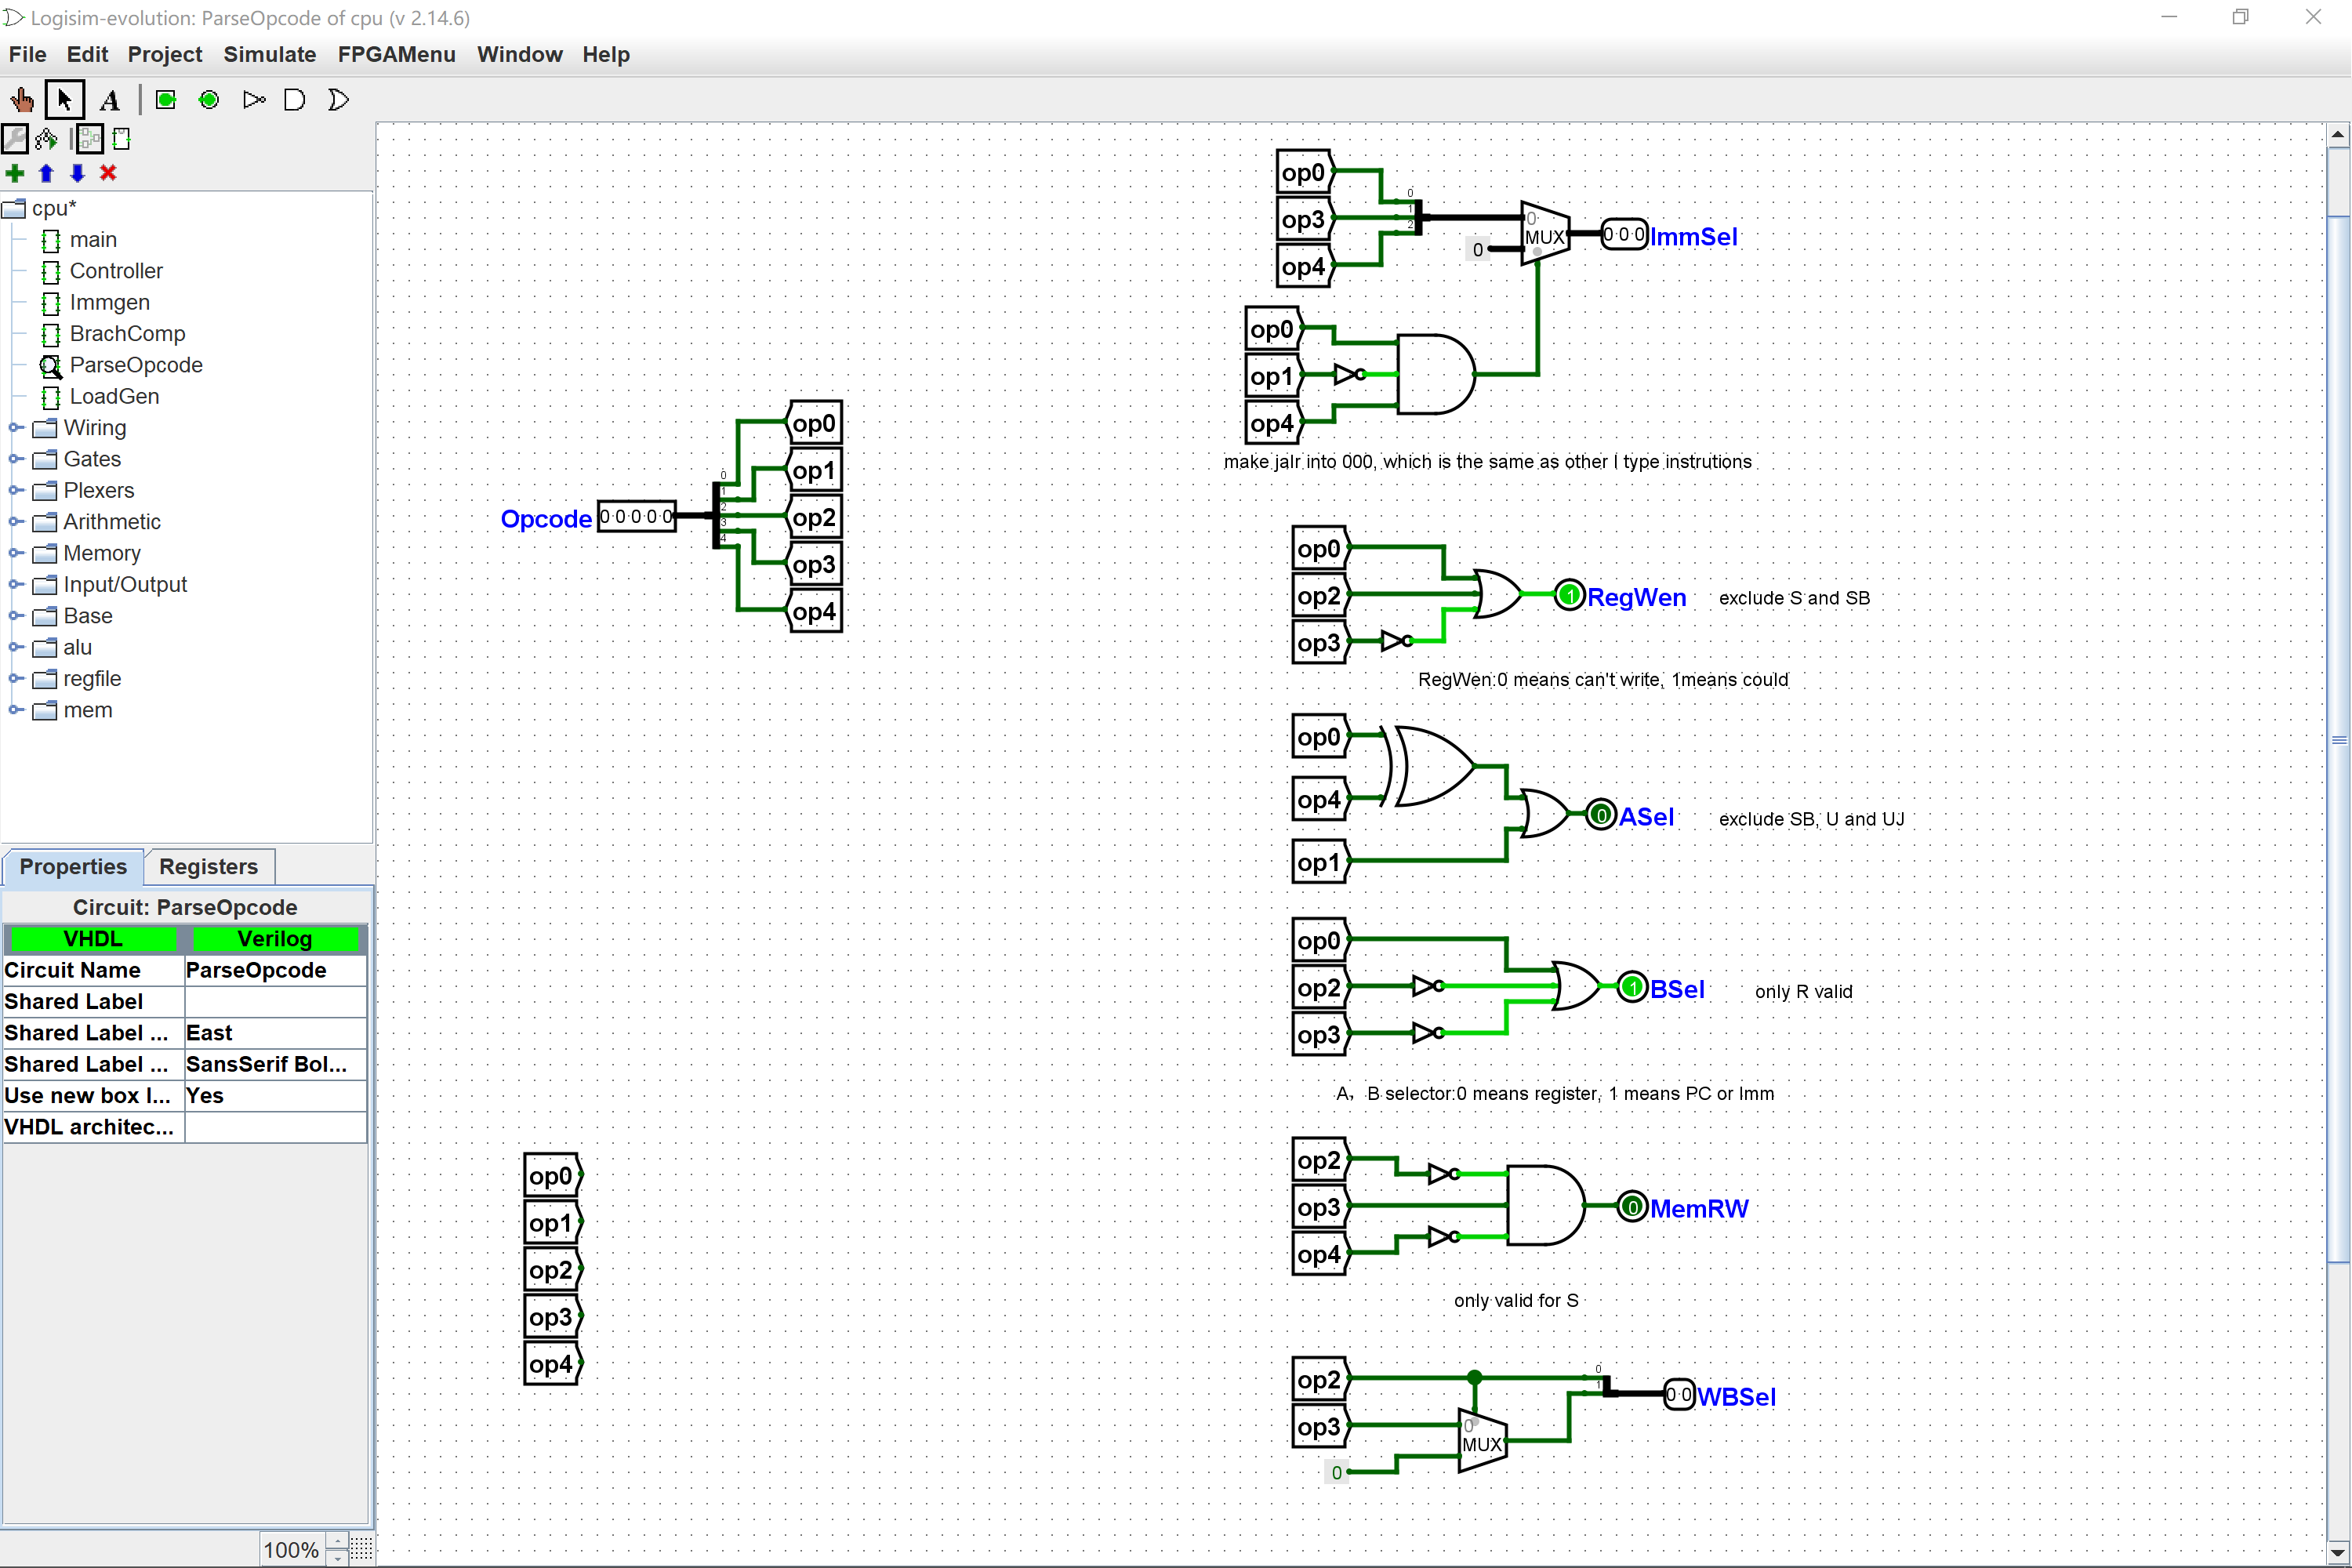 Logisim-evolution: ParseOpcode of cpu (v 2.14.6)
File Edit Project Simulate FPGAMenu Window Help
A
cpu*
main
Controller
Immgen
BrachComp
ParseOpcode
LoadGen
Wiring
Gates
Plexers
Arithmetic
Memory
Input/Output
Base
alu
regfile
mem
Properties Registers
Circuit: ParseOpcode
VHDL Verilog
Circuit Name ParseOpcode
Shared Label
Shared Label ... East
Shared Label ... SansSerif Bol...
Use new box l... Yes
VHDL architec...
100%
Opcode 0 0 0 0 0
0
1
2
3
4
op0
op1
op2
op3
op4
op0
op1
op2
op3
op4
op0
op3
op4
0
1
2
0
0
MUX
0 0 0 ImmSel
op0
op1
op4
make jalr into 000, which is the same as other I type instrutions
op0
op2
op3
1 RegWen exclude S and SB
RegWen:0 means can't write, 1means could
op0
op4
op1
0 ASel exclude SB, U and UJ
op0
op2
op3
1 BSel only R valid
A，B selector:0 means register, 1 means PC or Imm
op2
op3
op4
0 MemRW
only valid for S
op2
op3
0
0
MUX
0
1
0 0 WBSel